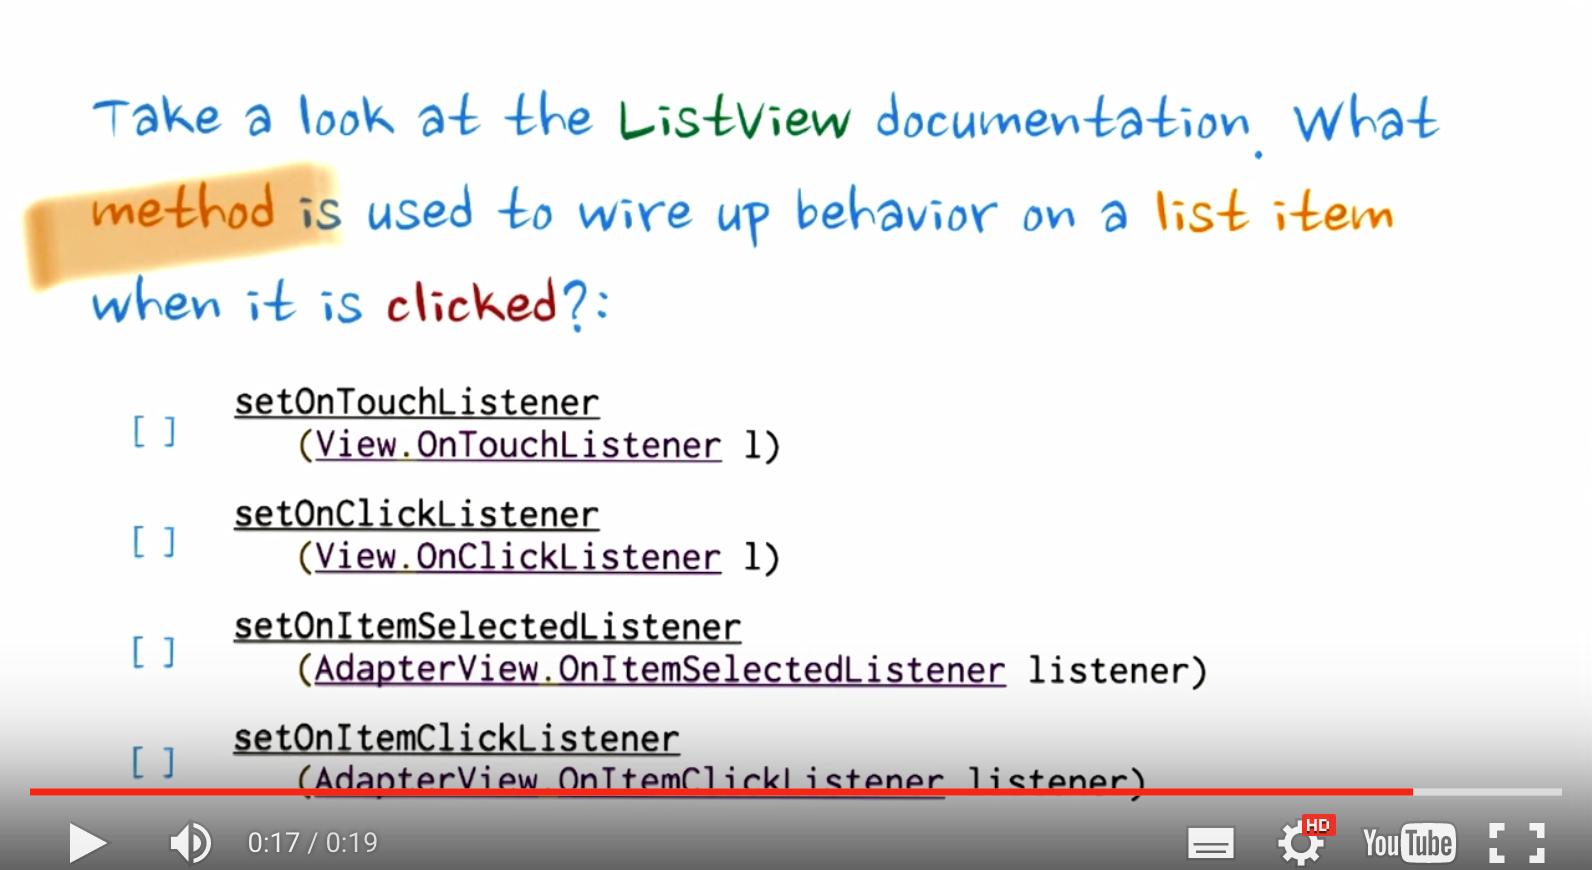 Take a look at the ListView documentation. What
method is used to wire up behavior on a list item
when it is clicked?:
[ ] setOnTouchListener
(View.OnTouchListener l)
[ ] setOnClickListener
(View.OnClickListener l)
[ ] setOnItemSelectedListener
(AdapterView.OnItemSelectedListener listener)
[ ] setOnItemClickListener
(AdapterView.OnItemClickListener listener)
0:17 / 0:19
HD
YouTube